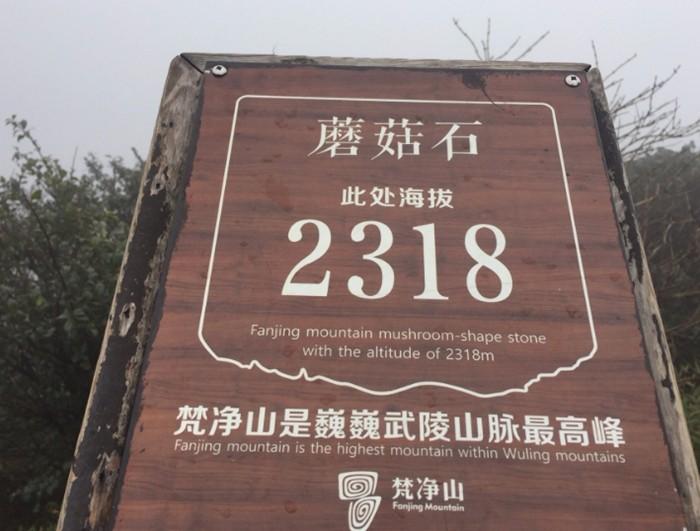 蘑菇石
此处海拔
2318
Fanjing mountain mushroom-shape stone
with the altitude of 2318m
梵净山是巍巍武陵山脉最高峰
Fanjing mountain is the highest mountain within Wuling mountains
梵净山
Fanjing Mountain